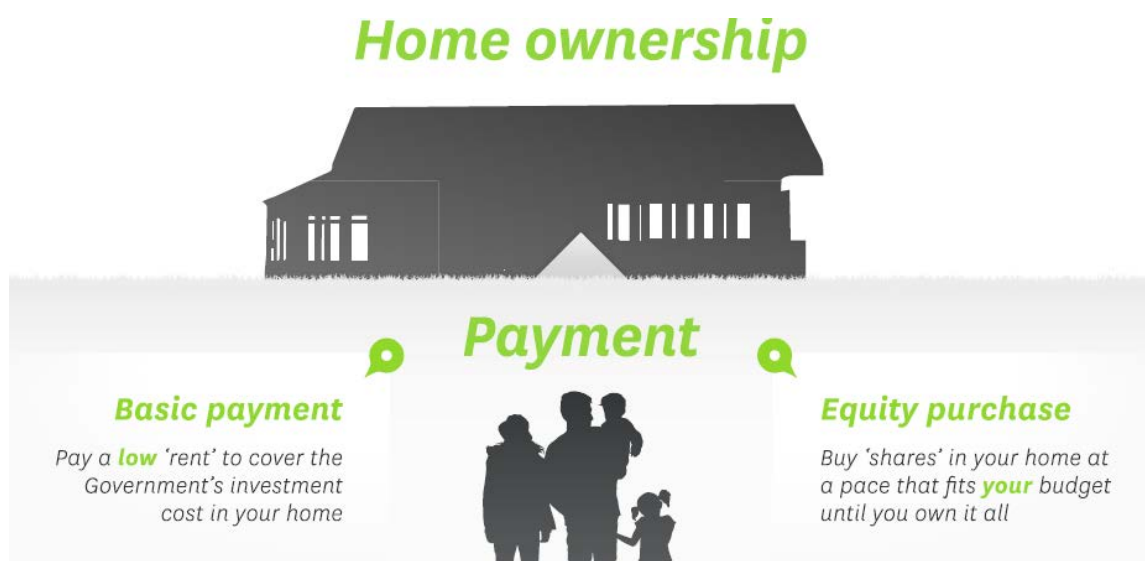 Home ownership
Payment
Basic payment
Pay a low ‘rent’ to cover the
Government’s investment
cost in your home
Equity purchase
Buy ‘shares’ in your home at
a pace that fits your budget
until you own it all